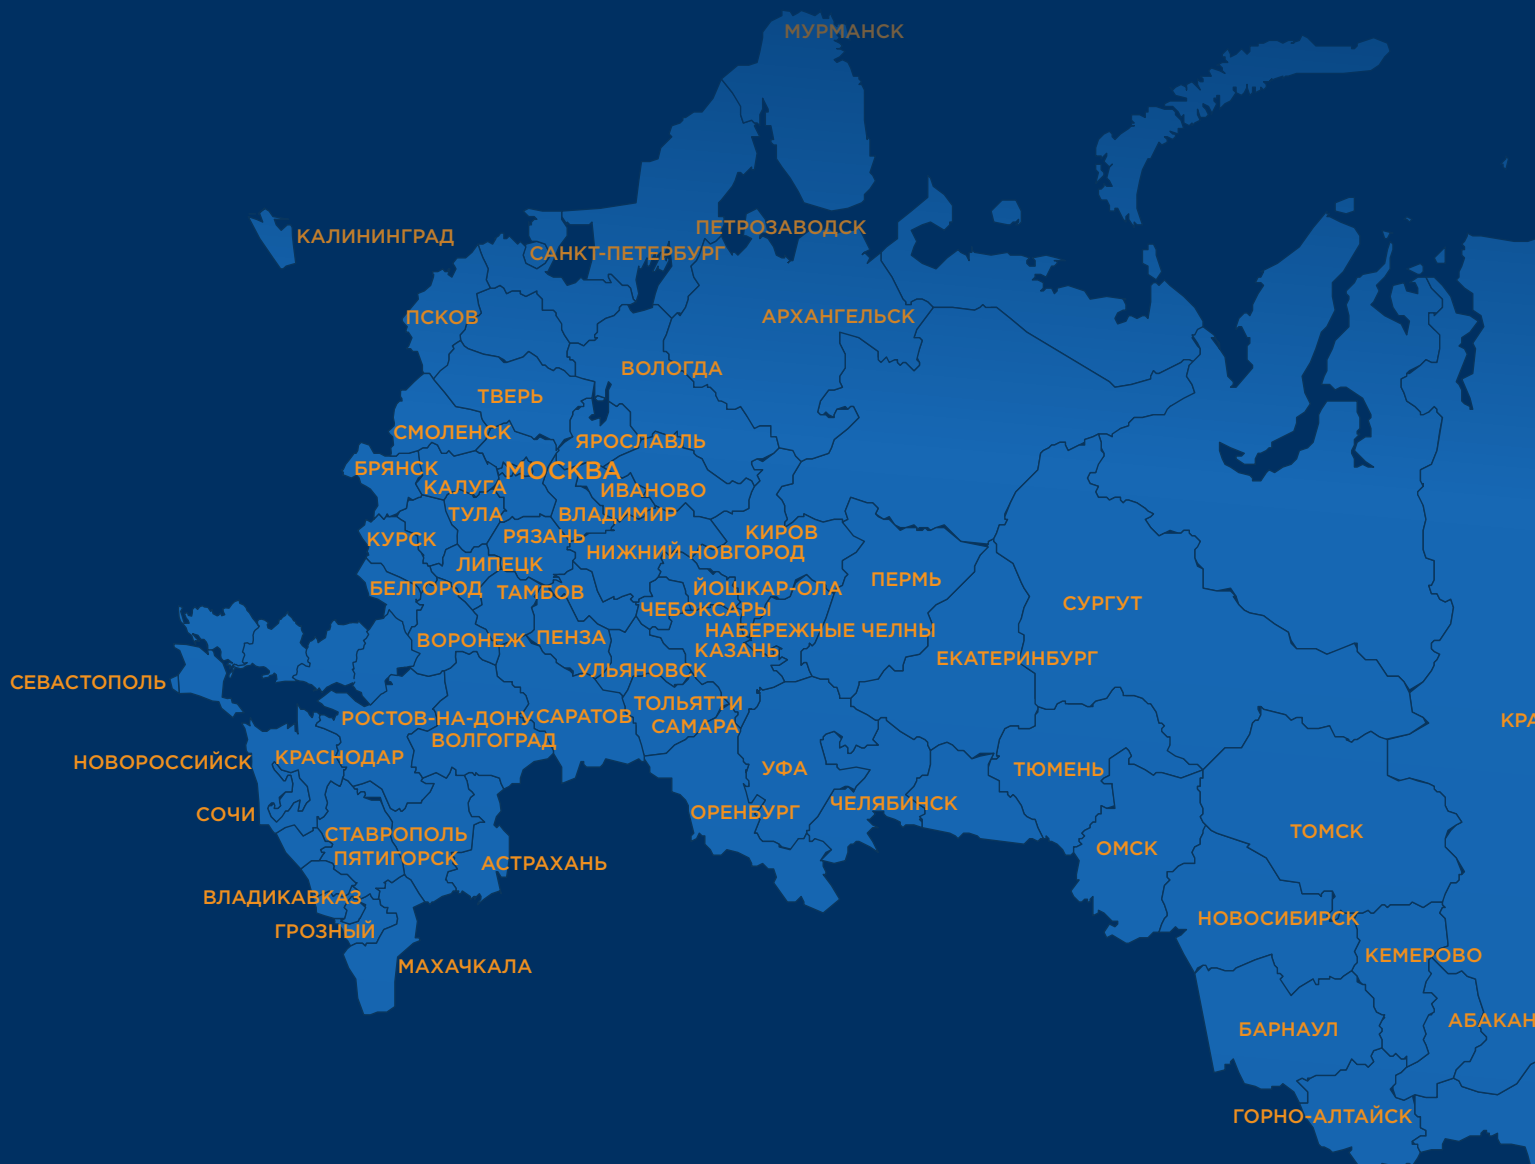 МУРМАНСК
ПЕТРОЗАВОДСК
КАЛИНИНГРАД
САНКТ-ПЕТЕРБУРГ
ПСКОВ
АРХАНГЕЛЬСК
ВОЛОГДА
ТВЕРЬ
СМОЛЕНСК
ЯРОСЛАВЛЬ
БРЯНСК
МОСКВА
КАЛУГА
ИВАНОВО
ТУЛА
ВЛАДИМИР
КУРСК
РЯЗАНЬ
КИРОВ
НИЖНИЙ НОВГОРОД
ЛИПЕЦК
ПЕРМЬ
БЕЛГОРОД
ТАМБОВ
ЙОШКАР-ОЛА
СУРГУТ
ЧЕБОКСАРЫ
НАБЕРЕЖНЫЕ ЧЕЛНЫ
ВОРОНЕЖ
ПЕНЗА
КАЗАНЬ
ЕКАТЕРИНБУРГ
УЛЬЯНОВСК
СЕВАСТОПОЛЬ
ТОЛЬЯТТИ
РОСТОВ-НА-ДОНУ
САРАТОВ
КРА
САМАРА
ВОЛГОГРАД
НОВОРОССИЙСК
КРАСНОДАР
УФА
ТЮМЕНЬ
ЧЕЛЯБИНСК
СОЧИ
ОРЕНБУРГ
СТАВРОПОЛЬ
ТОМСК
ОМСК
ПЯТИГОРСК
АСТРАХАНЬ
ВЛАДИКАВКАЗ
НОВОСИБИРСК
ГРОЗНЫЙ
КЕМЕРОВО
МАХАЧКАЛА
АБАКАН
БАРНАУЛ
ГОРНО-АЛТАЙСК